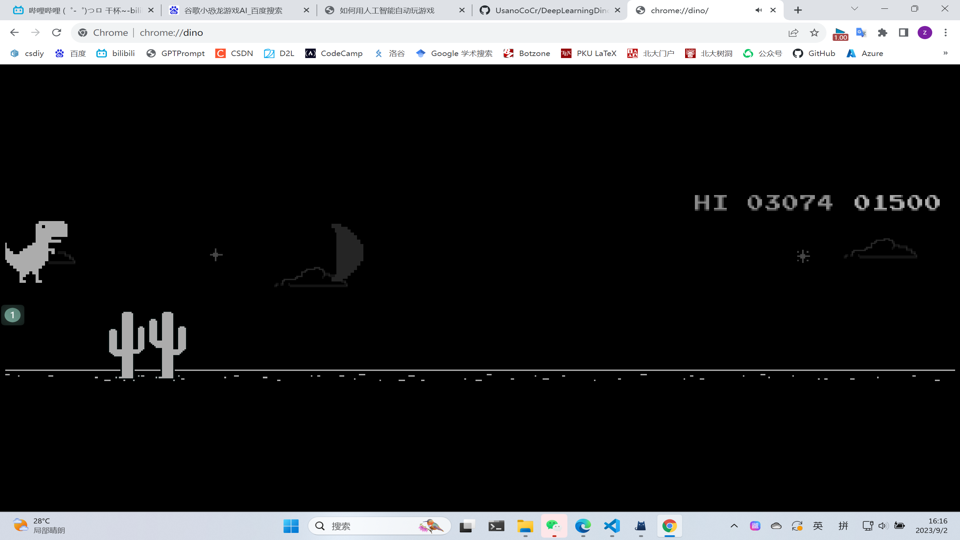 哔哩哔哩 (゜-゜)つロ 干杯~-bili
谷歌小恐龙游戏AI_百度搜索
如何用人工智能自动玩游戏
UsanoCoCr/DeepLearningDin
chrome://dino/
Chrome | chrome://dino
1.00
z
csdiy
百度
bilibili
GPTPrompt
CSDN
D2L
CodeCamp
洛谷
Google 学术搜索
Botzone
PKU LaTeX
北大门户
北大树洞
公众号
GitHub
Azure
»
HI 03074 01500
1
28°C
局部晴朗
搜索
英
拼
16:16
2023/9/2